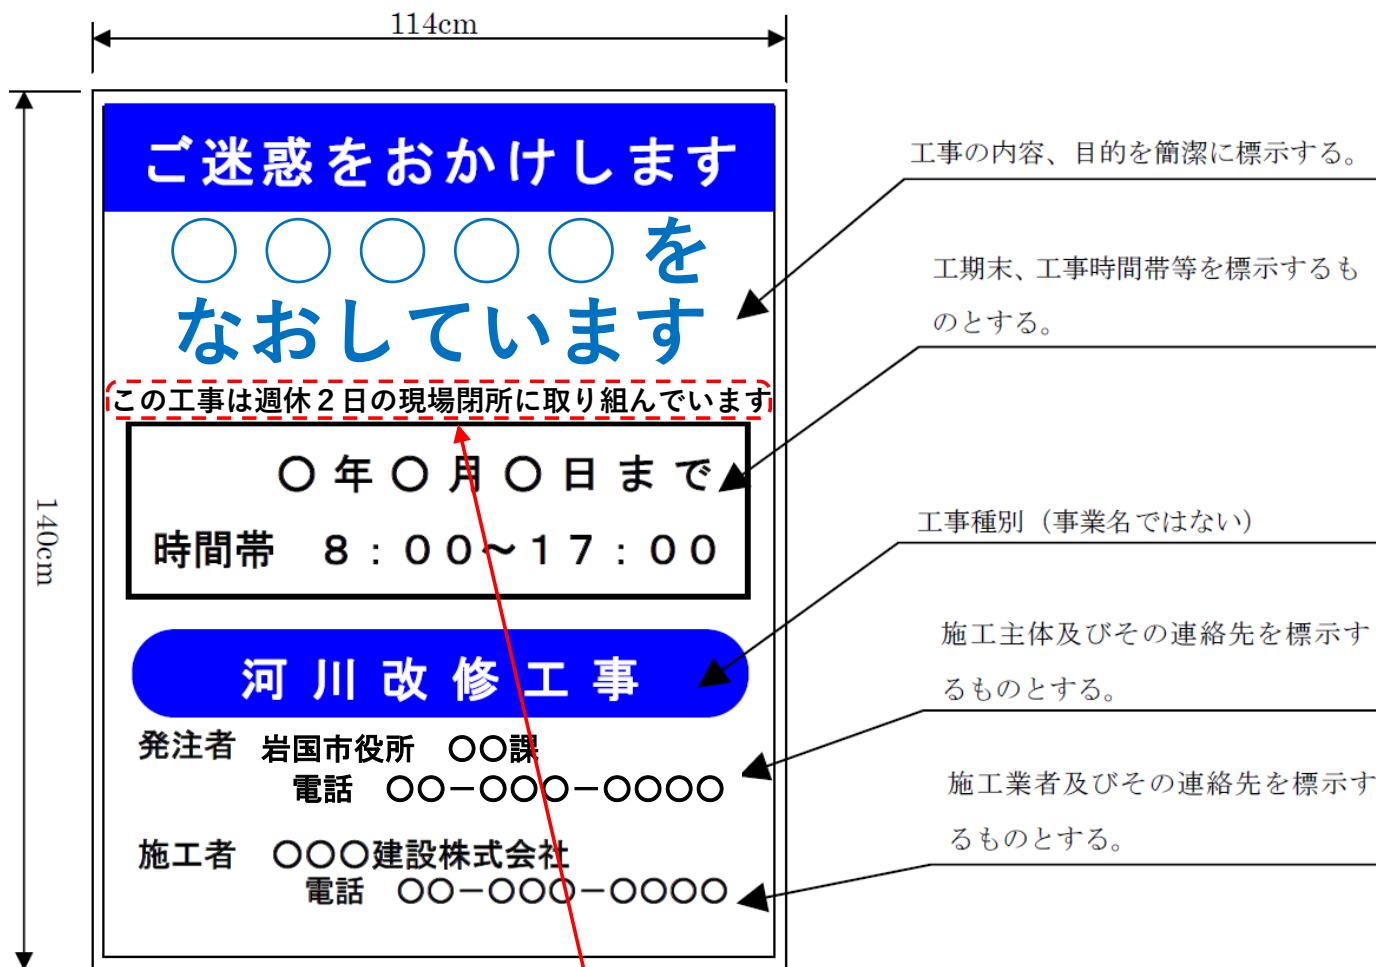 114cm
140cm
ご迷惑をおかけします
〇〇〇〇〇を
なおしています
この工事は週休２日の現場閉所に取り組んでいます
〇年〇月〇日まで
時間帯　８：００～１７：００
河川改修工事
発注者　岩国市役所　〇〇課
電話　〇〇－〇〇〇－〇〇〇〇
施工者　〇〇〇建設株式会社
電話　〇〇－〇〇〇－〇〇〇〇
工事の内容、目的を簡潔に標示する。
工期末、工事時間帯等を標示するも
のとする。
工事種別（事業名ではない）
施工主体及びその連絡先を標示す
るものとする。
施工業者及びその連絡先を標示す
るものとする。